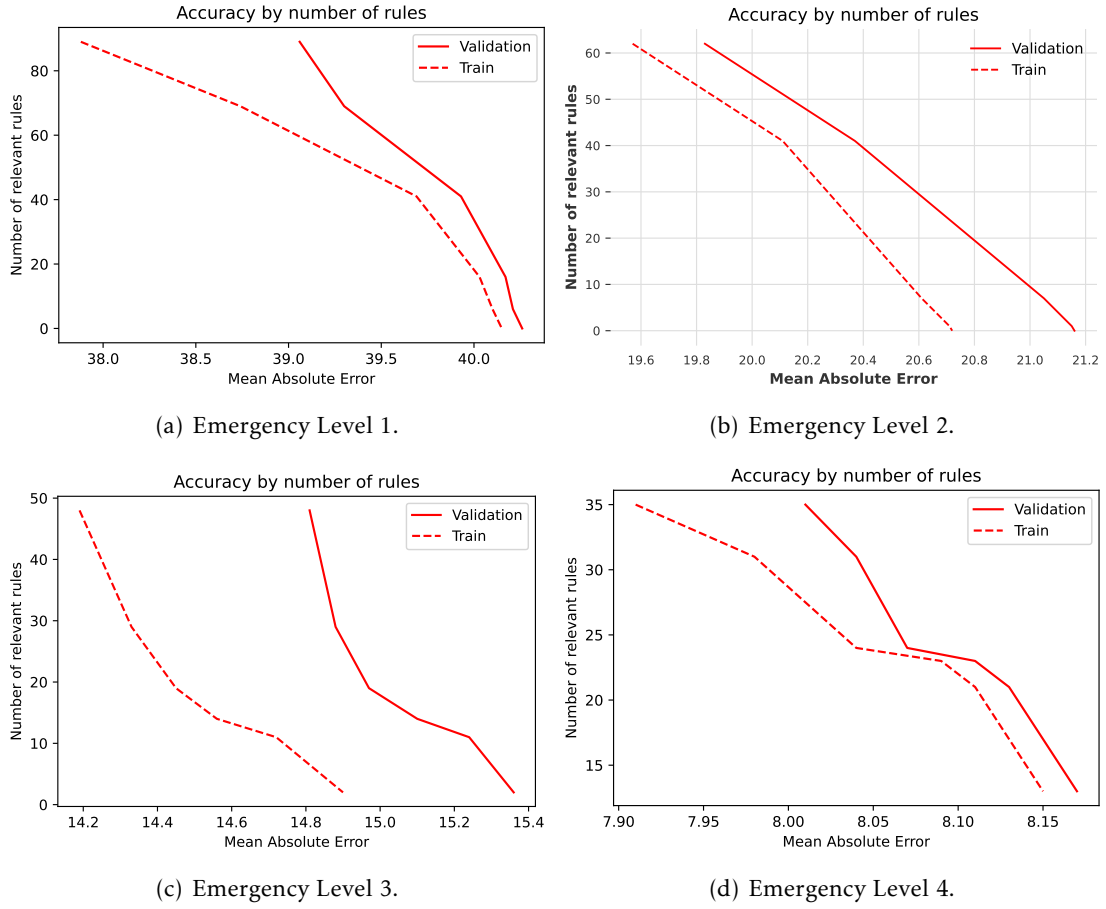 Accuracy by number of rules
Validation
Train
80
60
40
20
0
Number of relevant rules
38.0 38.5 39.0 39.5 40.0
Mean Absolute Error
(a) Emergency Level 1.
Accuracy by number of rules
Validation
Train
60
50
40
30
20
10
0
Number of relevant rules
19.6 19.8 20.0 20.2 20.4 20.6 20.8 21.0 21.2
Mean Absolute Error
(b) Emergency Level 2.
Accuracy by number of rules
Validation
Train
50
40
30
20
10
0
Number of relevant rules
14.2 14.4 14.6 14.8 15.0 15.2 15.4
Mean Absolute Error
(c) Emergency Level 3.
Accuracy by number of rules
Validation
Train
35
30
25
20
15
Number of relevant rules
7.90 7.95 8.00 8.05 8.10 8.15
Mean Absolute Error
(d) Emergency Level 4.